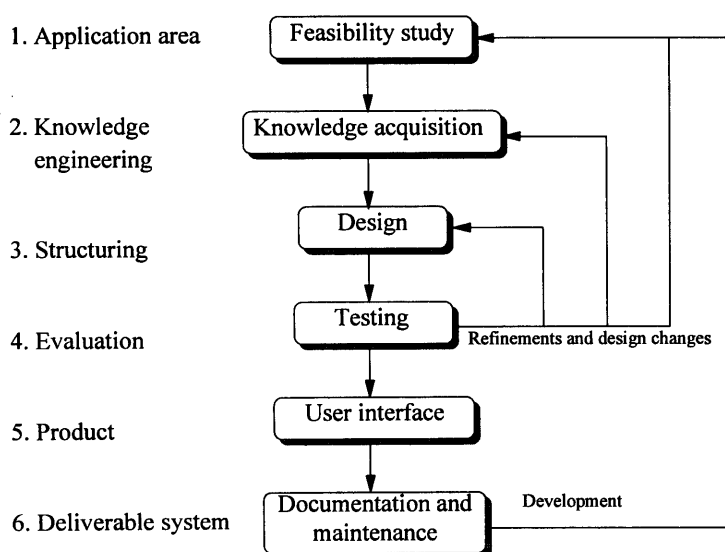 1. Application area
Feasibility study
2. Knowledge
engineering
Knowledge acquisition
3. Structuring
Design
4. Evaluation
Testing
Refinements and design changes
5. Product
User interface
6. Deliverable system
Documentation and
maintenance
Development